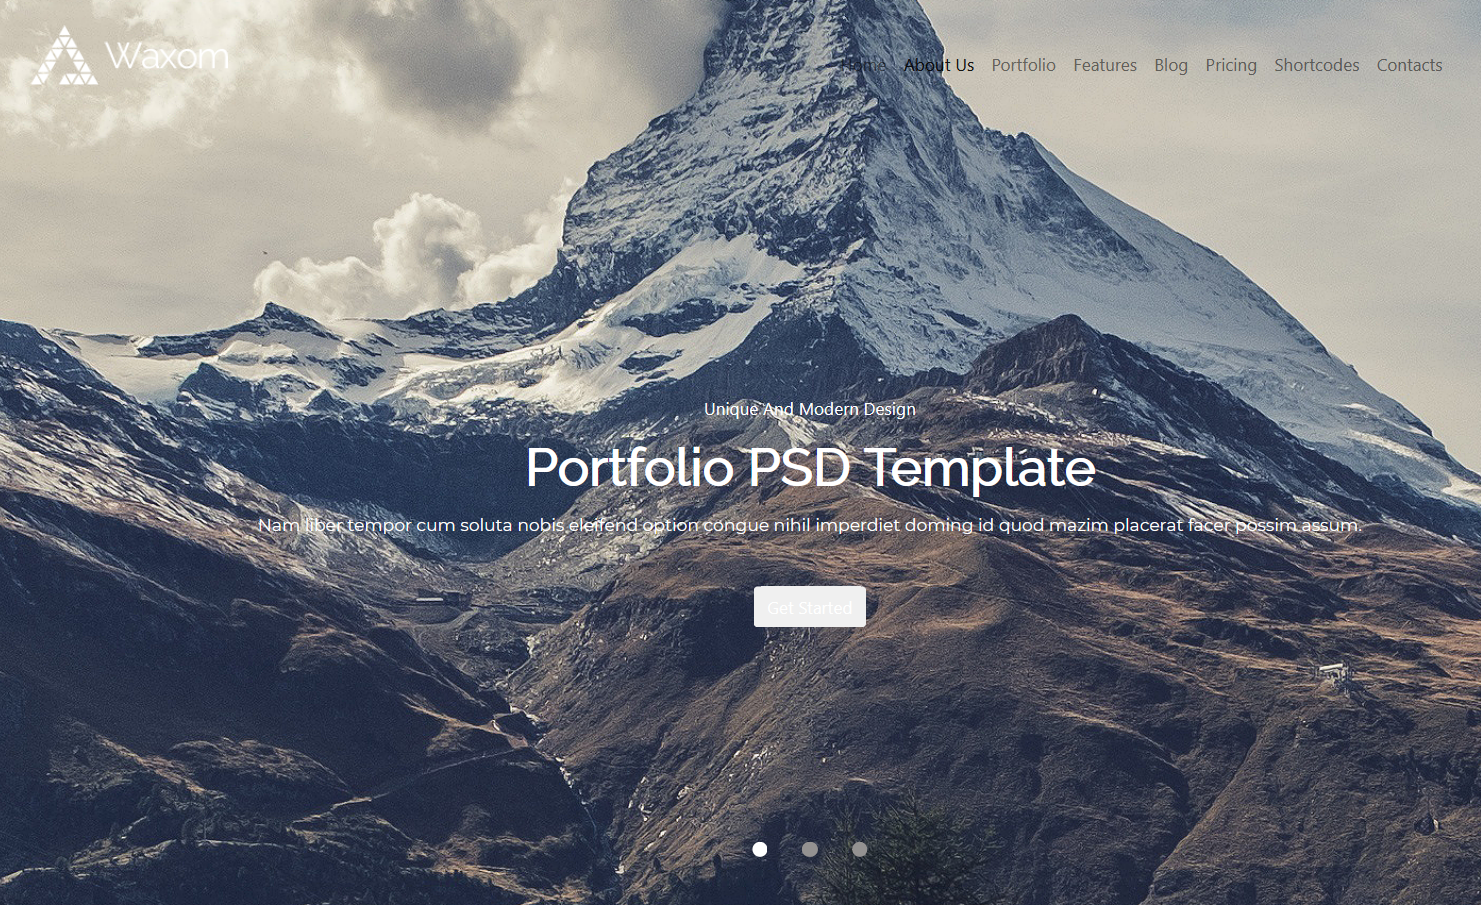 Waxom
Home About Us Portfolio Features Blog Pricing Shortcodes Contacts
Unique And Modern Design
Portfolio PSD Template
Nam liber tempor cum soluta nobis eleifend option congue nihil imperdiet doming id quod mazim placerat facer possim assum.
Get Started